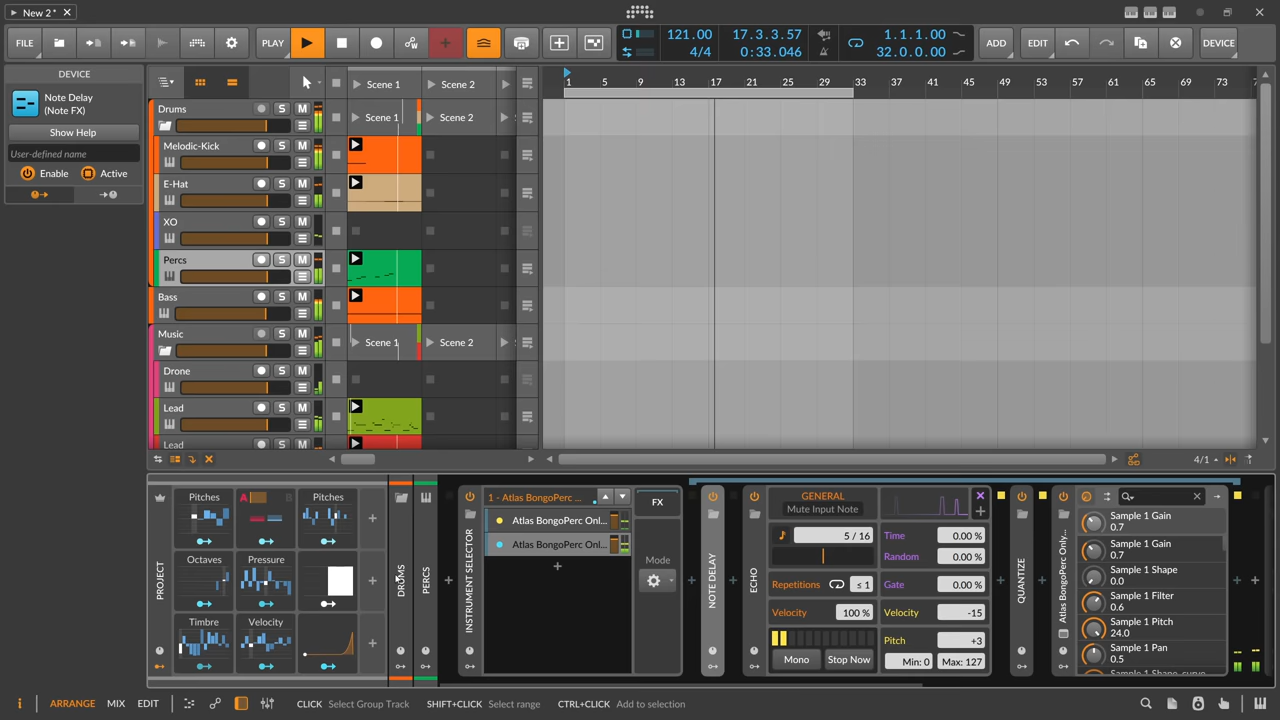 New 2*
FILE
PLAY
121.00
4/4
17.3.3.57
0:00:33.046
1.1.1.00
32.0.0.00
ADD
EDIT
DEVICE
DEVICE
Note Delay
(Note FX)
Show Help
User-defined name
Enable
Active
Scene 1
Scene 2
1
5
9
13
17
21
25
29
33
37
41
45
49
53
57
61
65
69
73
Drums
S
M
Scene 1
Scene 2
Melodic-Kick
S
M
E-Hat
S
M
XO
S
M
Percs
S
M
Bass
S
M
Music
S
M
Scene 1
Scene 2
Drone
S
M
Lead
S
M
Lead
S
M
4/1
PROJECT
Pitches
A
B
Pitches
Octaves
Pressure
Timbre
Velocity
DRUMS
PERCS
INSTRUMENT SELECTOR
1 - Atlas BongoPerc ...
Atlas BongoPerc Onl...
Atlas BongoPerc Onl...
FX
Mode
NOTE DELAY
ECHO
GENERAL
Mute Input Note
5 / 16
Repetitions
≤ 1
Velocity
100 %
Mono
Stop Now
Time
0.00 %
Random
0.00 %
Gate
0.00 %
Velocity
-15
Pitch
+3
Min: 0
Max: 127
QUANTIZE
Atlas BongoPerc Only...
Sample 1 Gain
0.7
Sample 1 Gain
0.7
Sample 1 Shape
0.0
Sample 1 Filter
0.6
Sample 1 Pitch
24.0
Sample 1 Pan
0.5
Sample 1 Shape curve
i
ARRANGE
MIX
EDIT
CLICK
Select Group Track
SHIFT+CLICK
Select range
CTRL+CLICK
Add to selection